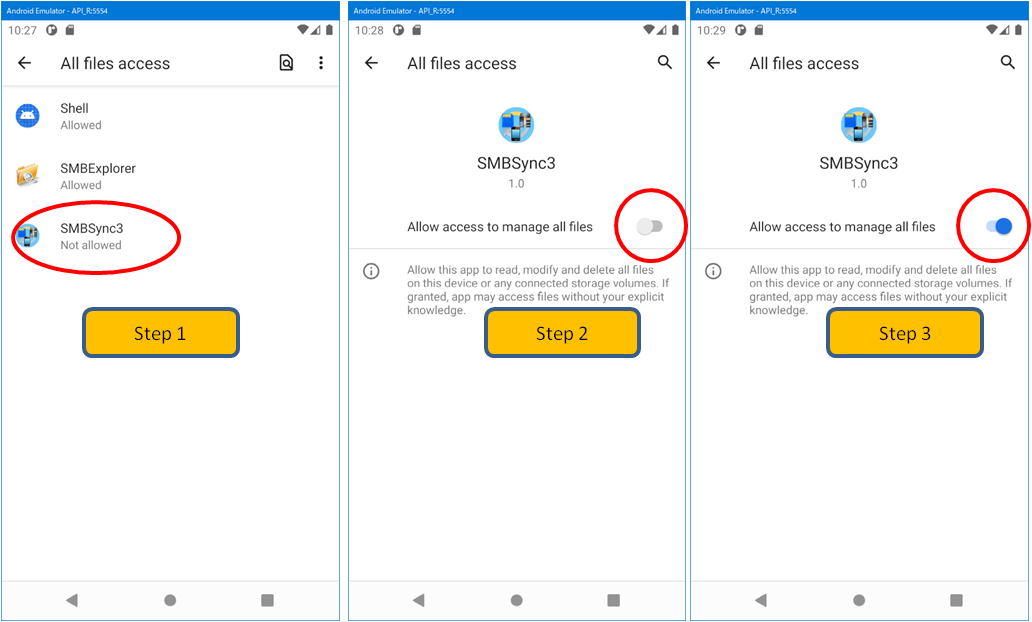 Android Emulator - API_R:5554
10:27
All files access
Shell
Allowed
SMBExplorer
Allowed
SMBSync3
Not allowed
Step 1
Android Emulator - API_R:5554
10:28
All files access
SMBSync3
1.0
Allow access to manage all files
Allow this app to read, modify and delete all files
on this device or any connected storage volumes. If
granted, app may access files without your explicit
knowledge.
Step 2
Android Emulator - API_R:5554
10:29
All files access
SMBSync3
1.0
Allow access to manage all files
Allow this app to read, modify and delete all files
on this device or any connected storage volumes. If
granted, app may access files without your explicit
knowledge.
Step 3